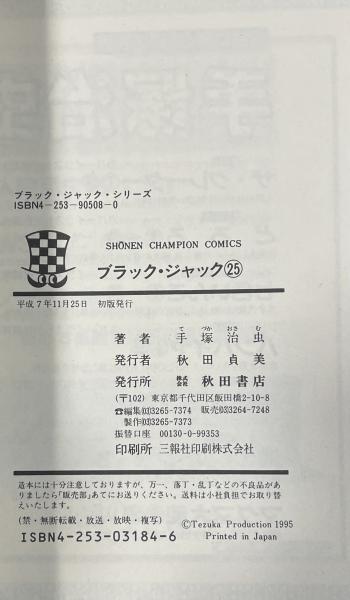 ブラック・ジャック・シリーズ
ISBN4-253-90508-0
SHŌNEN CHAMPION COMICS
ブラック・ジャック㉕
平成7年11月25日 初版発行
て づか おさ む
著者 手塚治虫
発行者 秋田貞美
発行所 株式会社 秋田書店
(〒102) 東京都千代田区飯田橋2-10-8
☎編集(03)3265-7374 販売(03)3264-7248
製作(03)3265-7373
振替口座 00130-0-99353
印刷所 三報社印刷株式会社
造本には十分注意しておりますが、万一、落丁・乱丁などの不良品があ
りましたら「販売部」あてにお送りください。送料は小社負担でお取り替
えいたします。
(禁・無断転載・放送・放映・複写)
ISBN4-253-03184-6
©Tezuka Production 1995
Printed in Japan